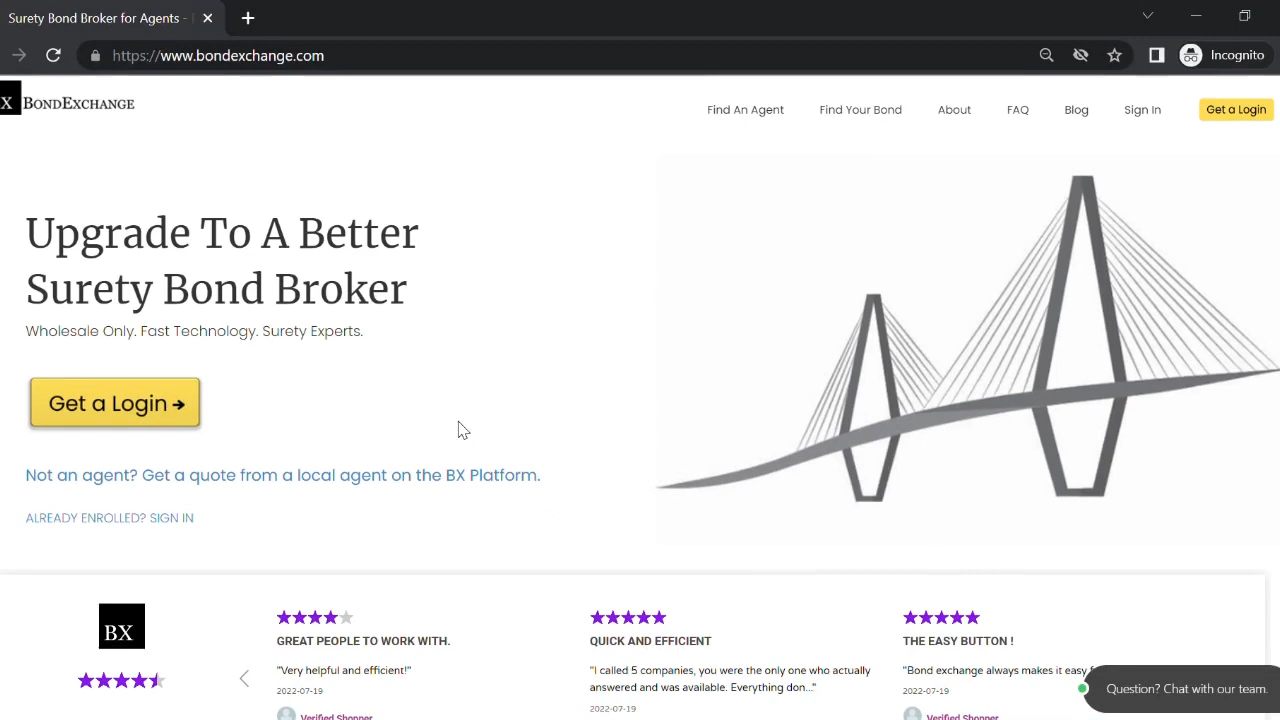 Surety Bond Broker for Agents -
https://www.bondexchange.com
Incognito
X BONDEXCHANGE
Find An Agent
Find Your Bond
About
FAQ
Blog
Sign In
Get a Login
Upgrade To A Better
Surety Bond Broker
Wholesale Only. Fast Technology. Surety Experts.
Get a Login →
Not an agent? Get a quote from a local agent on the BX Platform.
ALREADY ENROLLED? SIGN IN
BX
GREAT PEOPLE TO WORK WITH.
"Very helpful and efficient!"
2022-07-19
Verified Shopper
QUICK AND EFFICIENT
"I called 5 companies, you were the only one who actually
answered and was available. Everything don..."
2022-07-19
THE EASY BUTTON !
"Bond exchange always makes it easy
2022-07-19
Verified Shopper
Question? Chat with our team.